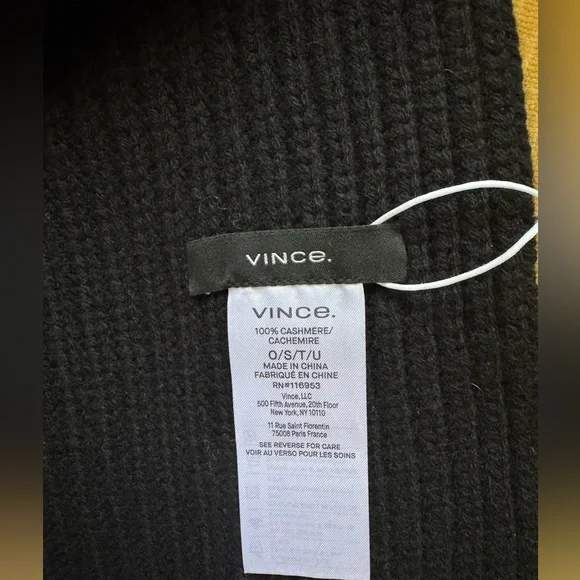 VINCe.
VINCe.
100% CASHMERE/
CACHEMIRE
O/S/T/U
MADE IN CHINA
FABRIQUÉ EN CHINE
RN#116953
Vince, LLC
500 Fifth Avenue, 20th Floor
New York, NY 10110
11 Rue Saint Florentin
75008 Paris France
SEE REVERSE FOR CARE
VOIR AU VERSO POUR LES SOINS